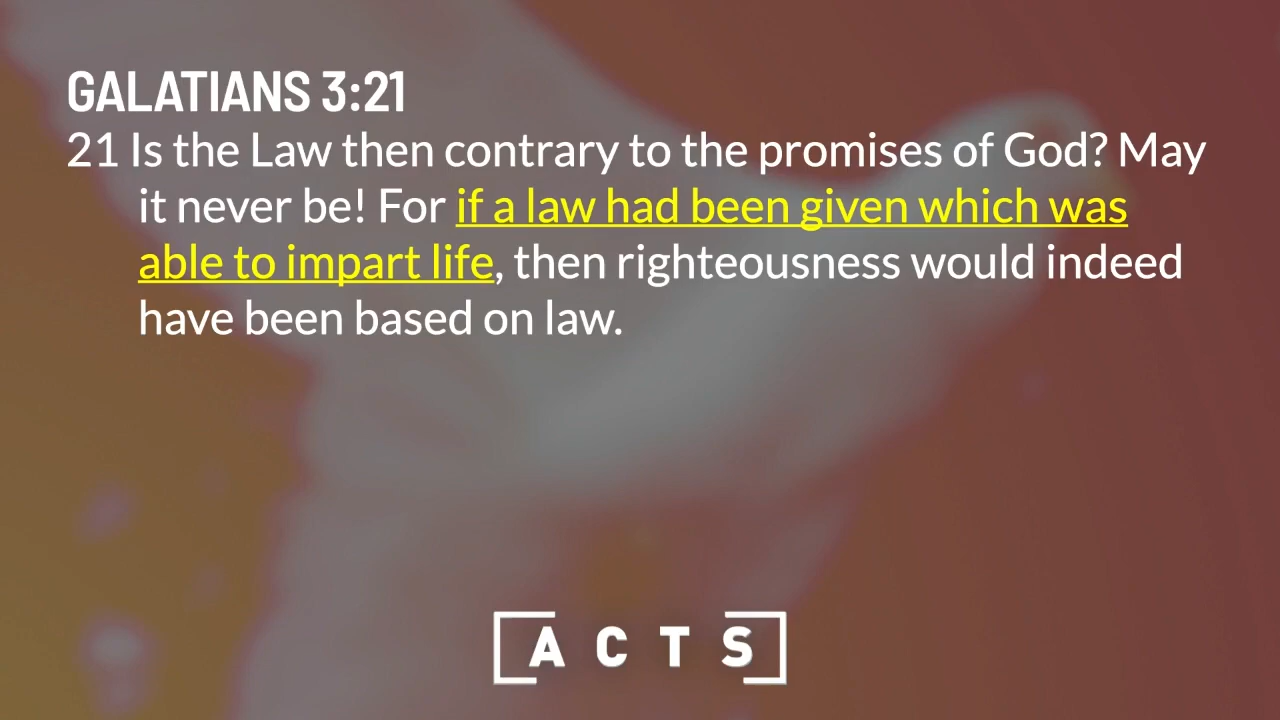 GALATIANS 3:21
21 Is the Law then contrary to the promises of God? May
it never be! For if a law had been given which was
able to impart life, then righteousness would indeed
have been based on law.
ACTS